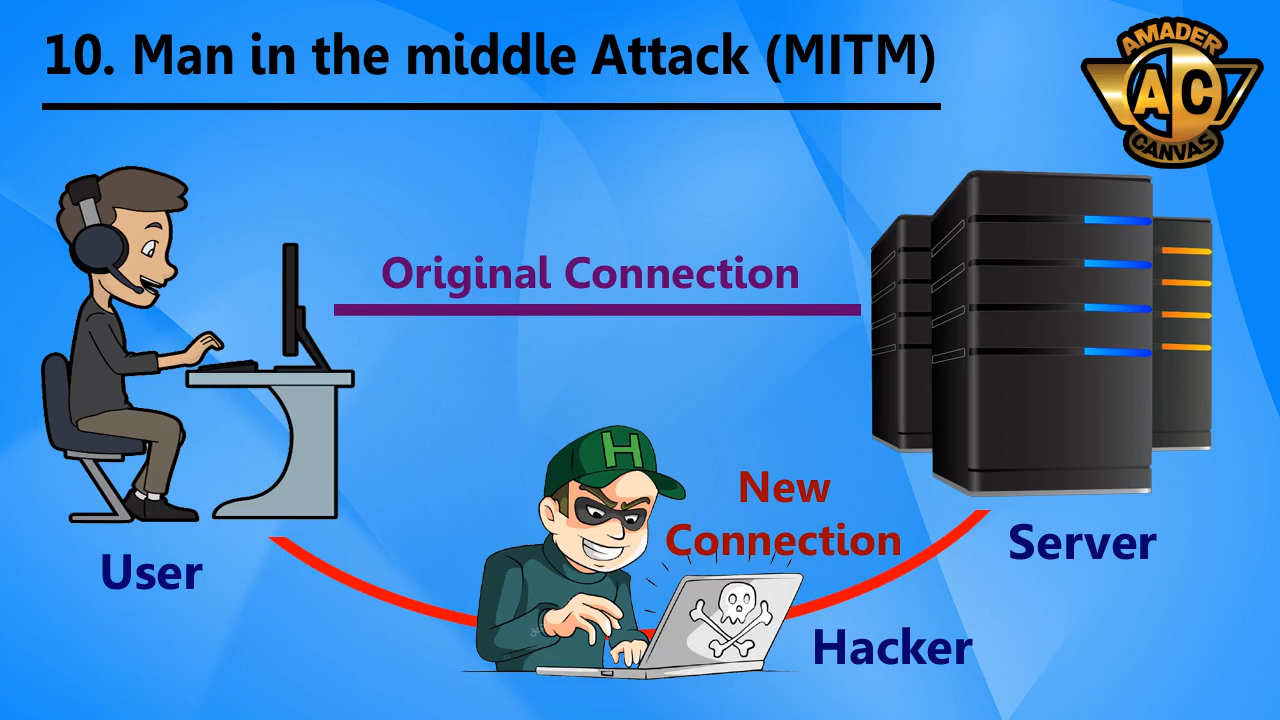 10. Man in the middle Attack (MITM)
AMADER
AC
CANVAS
Original Connection
H
New
Connection
User
Server
Hacker